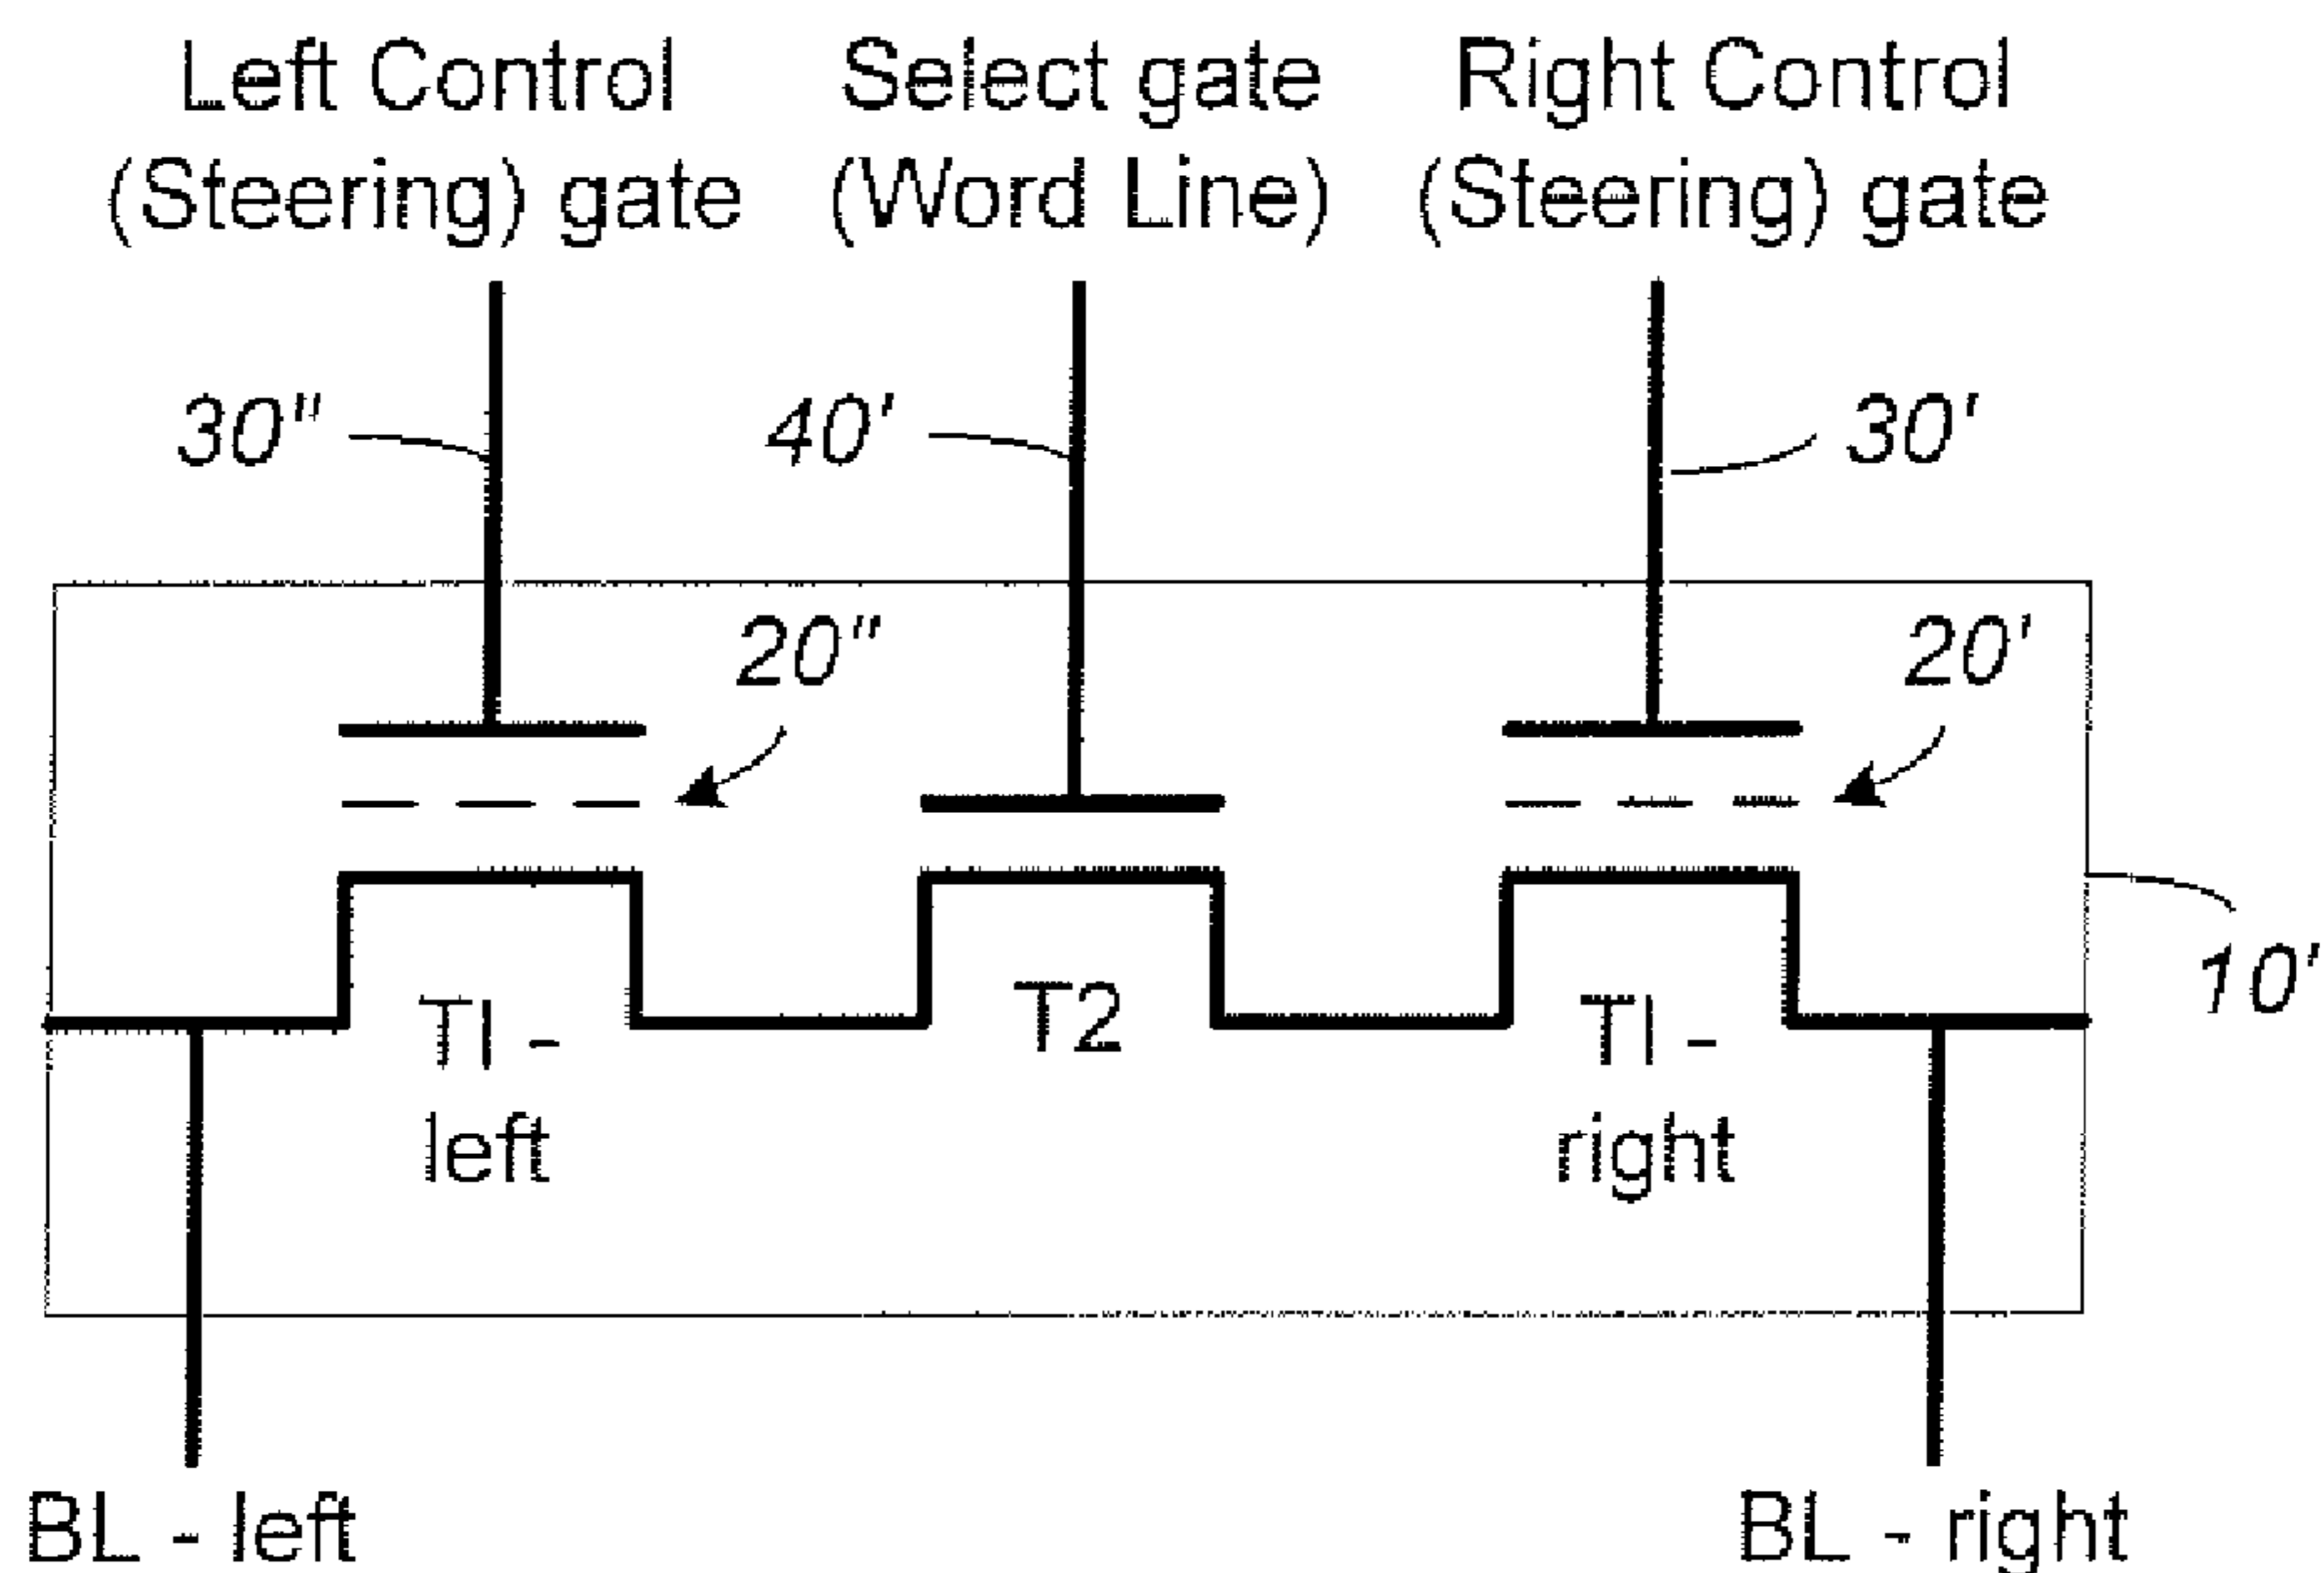 Left Control
(Steering) gate
Select gate
(Word Line)
Right Control
(Steering) gate
30"
40'
30'
20"
20'
10'
TI -
left
T2
TI -
right
BL - left
BL - right